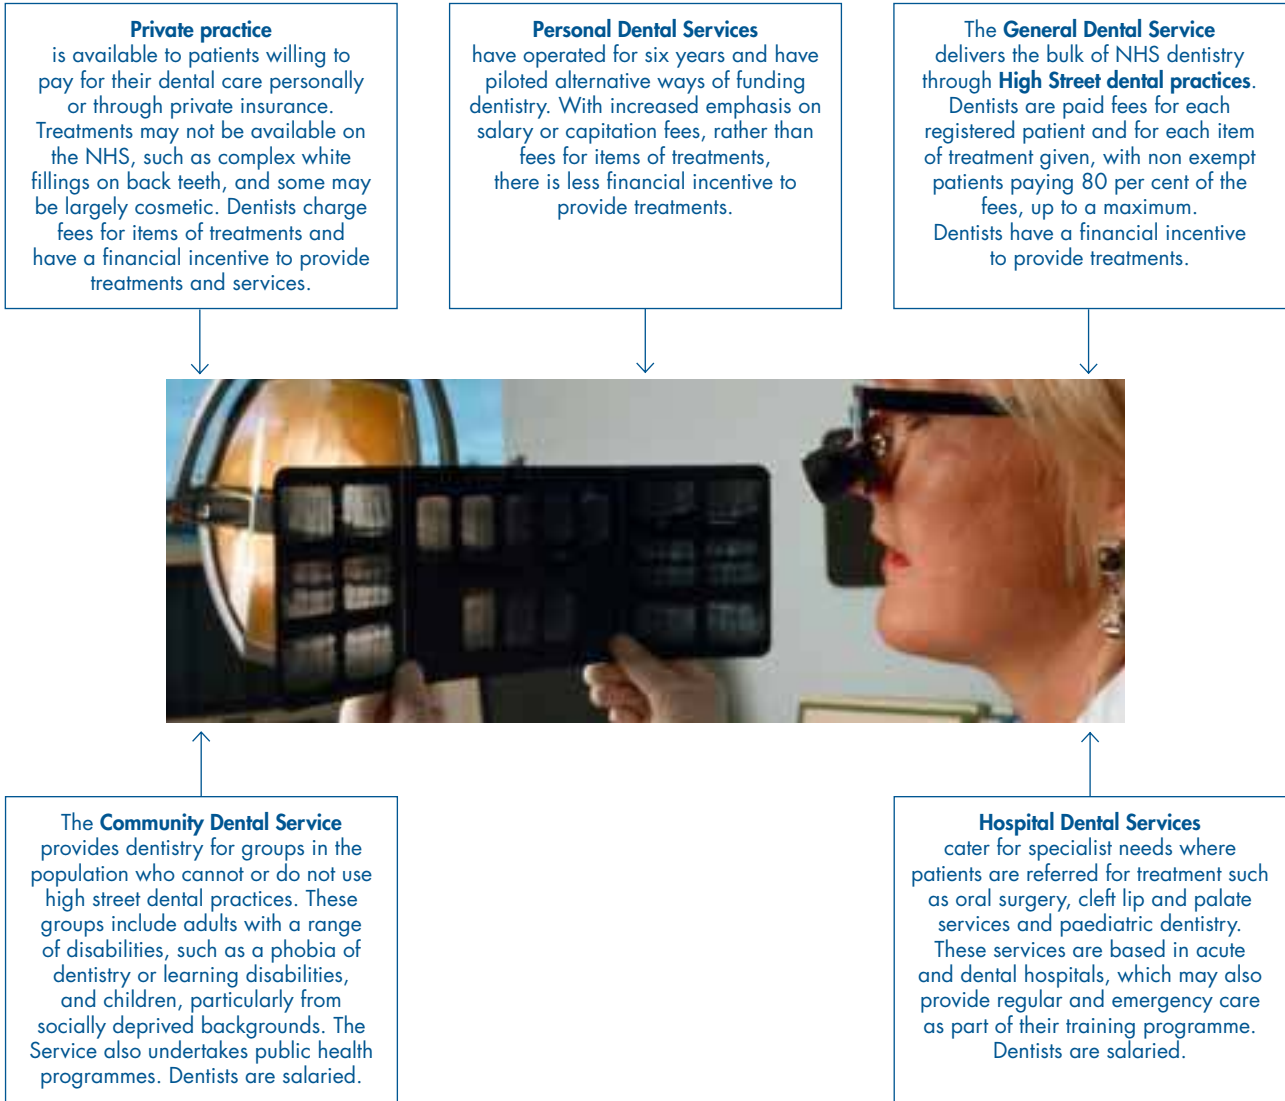 Private practice
is available to patients willing to
pay for their dental care personally
or through private insurance.
Treatments may not be available on
the NHS, such as complex white
fillings on back teeth, and some may
be largely cosmetic. Dentists charge
fees for items of treatments and
have a financial incentive to provide
treatments and services.
Personal Dental Services
have operated for six years and have
piloted alternative ways of funding
dentistry. With increased emphasis on
salary or capitation fees, rather than
fees for items of treatments,
there is less financial incentive to
provide treatments.
The General Dental Service
delivers the bulk of NHS dentistry
through High Street dental practices.
Dentists are paid fees for each
registered patient and for each item
of treatment given, with non exempt
patients paying 80 per cent of the
fees, up to a maximum.
Dentists have a financial incentive
to provide treatments.
The Community Dental Service
provides dentistry for groups in the
population who cannot or do not use
high street dental practices. These
groups include adults with a range
of disabilities, such as a phobia of
dentistry or learning disabilities,
and children, particularly from
socially deprived backgrounds. The
Service also undertakes public health
programmes. Dentists are salaried.
Hospital Dental Services
cater for specialist needs where
patients are referred for treatment such
as oral surgery, cleft lip and palate
services and paediatric dentistry.
These services are based in acute
and dental hospitals, which may also
provide regular and emergency care
as part of their training programme.
Dentists are salaried.